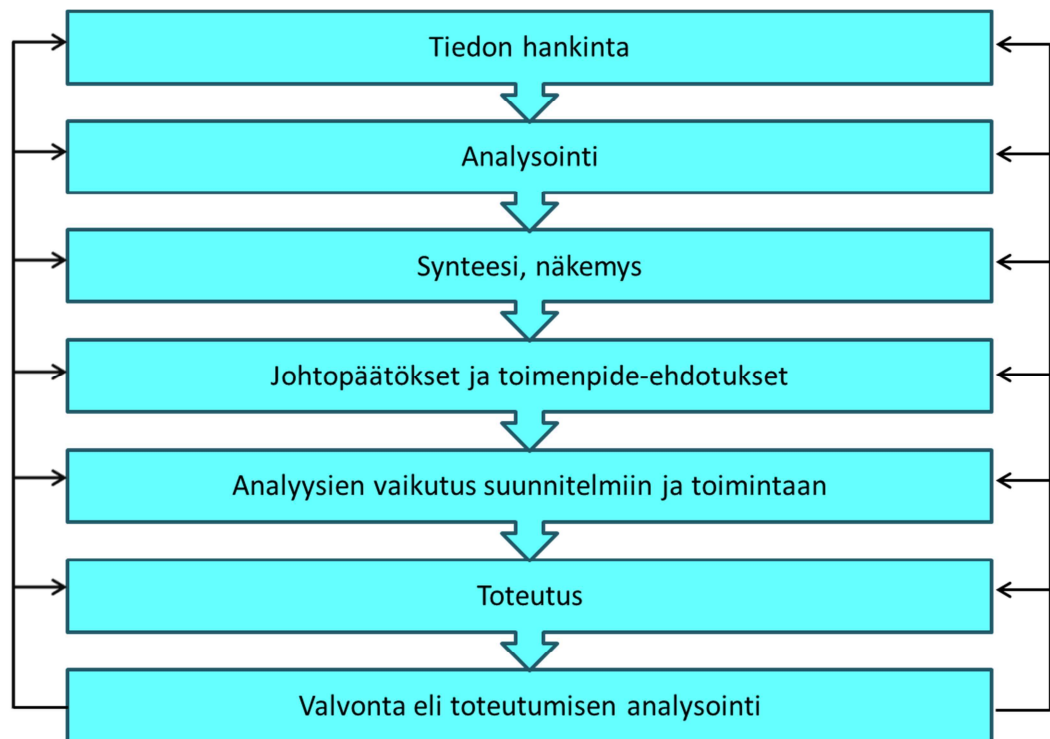 Tiedon hankinta
Analysointi
Synteesi, näkemys
Johtopäätökset ja toimenpide-ehdotukset
Analyysien vaikutus suunnitelmiin ja toimintaan
Toteutus
Valvonta eli toteutumisen analysointi